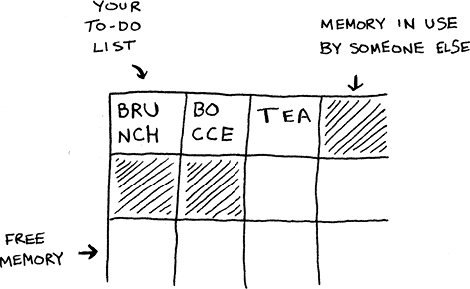 YOUR
TO-DO
LIST
MEMORY IN USE
BY SOMEONE ELSE
BRU
NCH
BO
CCE
TEA
FREE
MEMORY